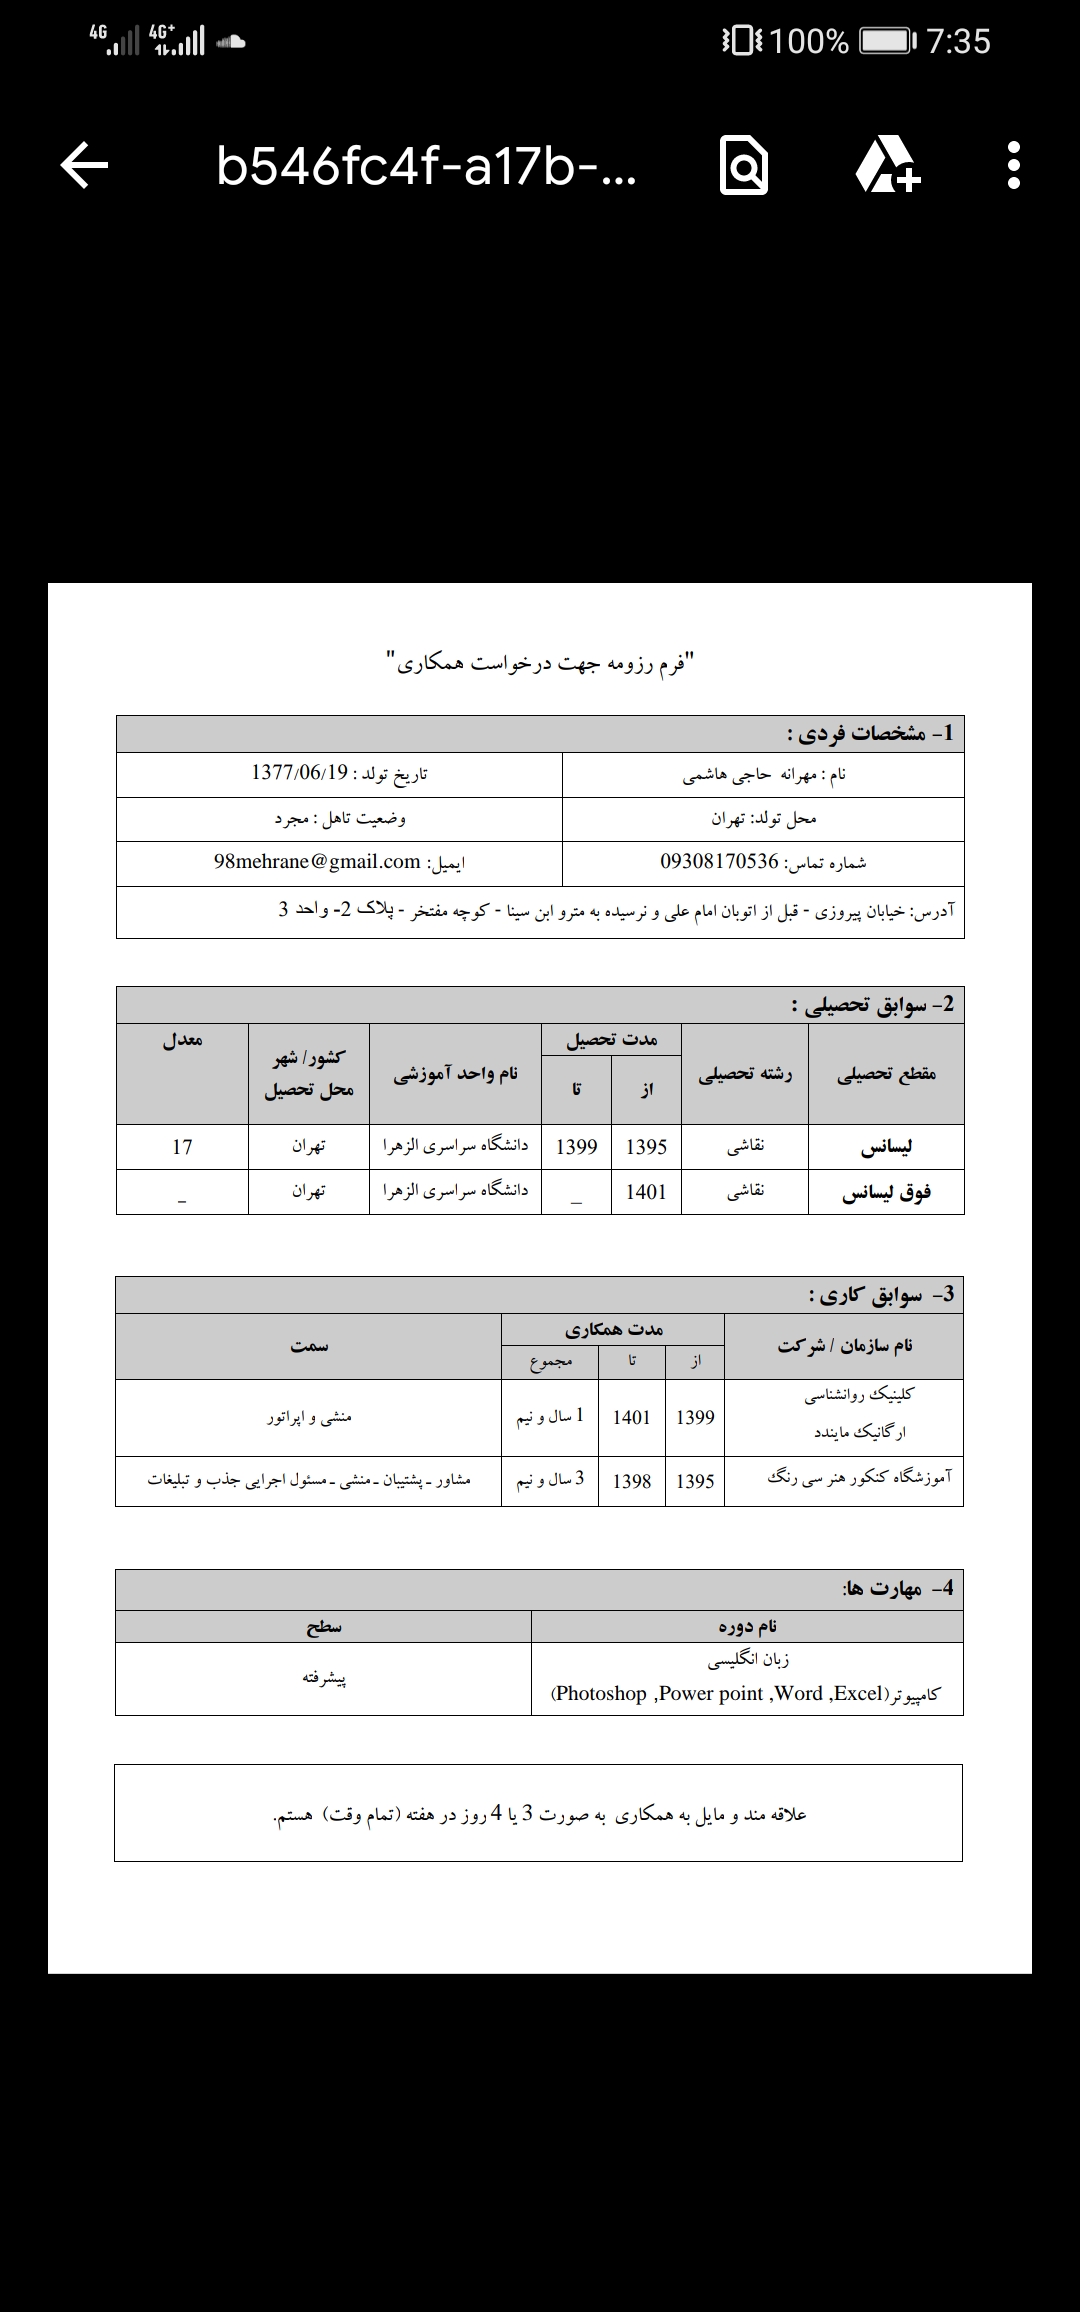 4G 4G+ 100% 7:35
b546fc4f-a17b-...
"فرم رزومه جهت درخواست همکاری"
1- مشخصات فردی :
نام : مهرانه حاجی هاشمی
تاریخ تولد : 1377/06/19
محل تولد: تهران
وضعیت تاهل : مجرد
شماره تماس: 09308170536
ایمیل: 98mehrane@gmail.com
آدرس: خیابان پیروزی - قبل از اتوبان امام علی و نرسیده به مترو ابن سینا - کوچه مفتخر - پلاک 2- واحد 3
2- سوابق تحصیلی :
مقطع تحصیلی
رشته تحصیلی
مدت تحصیل
از
تا
نام واحد آموزشی
کشور/ شهر
محل تحصیل
معدل
لیسانس نقاشی 1395 1399 دانشگاه سراسری الزهرا تهران 17
فوق لیسانس نقاشی 1401 _ دانشگاه سراسری الزهرا تهران _
3- سوابق کاری :
نام سازمان / شرکت
مدت همکاری
از
تا
مجموع
سمت
کلینیک روانشناسی
ارگانیک مایندد
1399 1401 1 سال و نیم منشی و اپراتور
آموزشگاه کنکور هنر سی رنگ 1395 1398 3 سال و نیم مشاور ـ پشتیبان ـ منشی ـ مسئول اجرایی جذب و تبلیغات
4- مهارت ها:
نام دوره
سطح
زبان انگلیسی
کامپیوتر(Photoshop ,Power point ,Word ,Excel)
پیشرفته
علاقه مند و مایل به همکاری به صورت 3 یا 4 روز در هفته (تمام وقت) هستم.